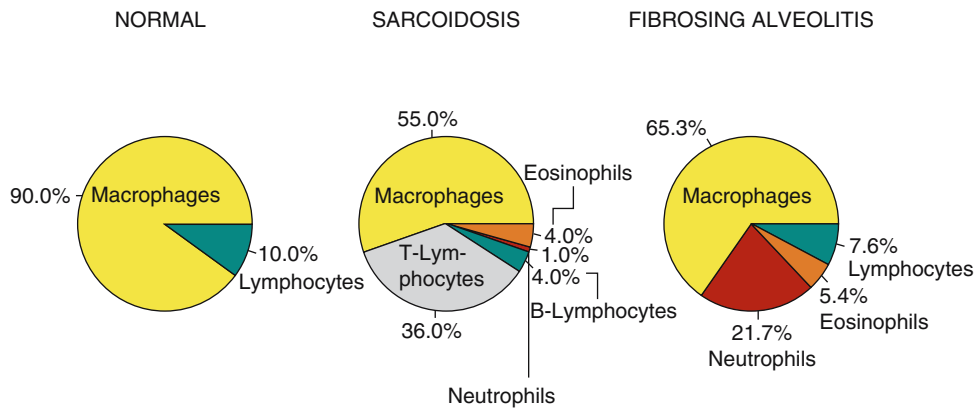 NORMAL
90.0%
Macrophages
10.0%
Lymphocytes
SARCOIDOSIS
55.0%
Macrophages
Eosinophils
4.0%
1.0%
4.0%
B-Lymphocytes
T-Lym-
phocytes
36.0%
Neutrophils
FIBROSING ALVEOLITIS
65.3%
Macrophages
7.6%
Lymphocytes
5.4%
Eosinophils
21.7%
Neutrophils